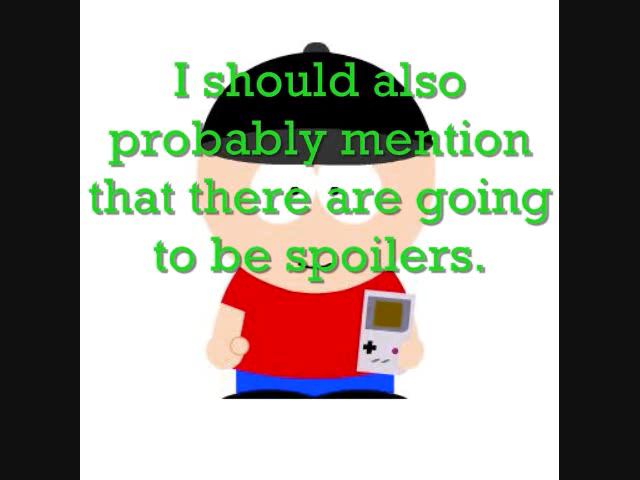 I should also
probably mention
that there are going
to be spoilers.